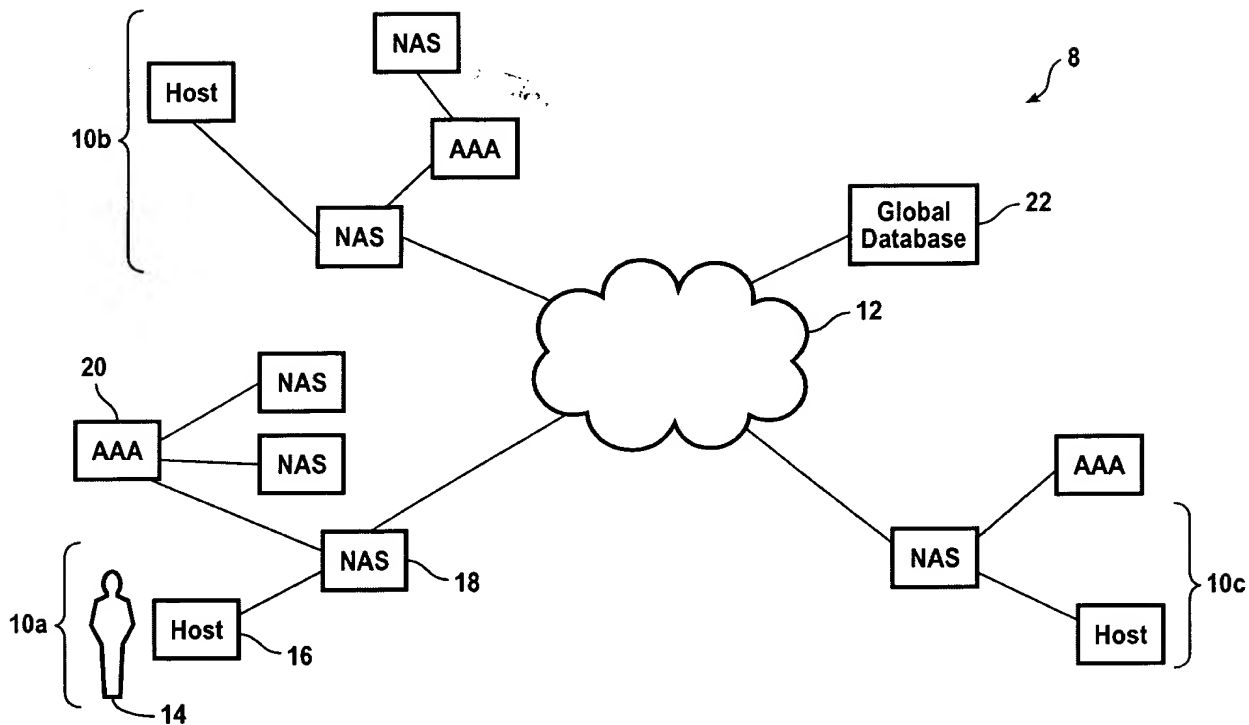 NAS
8
Host
10b
AAA
Global
Database
22
NAS
12
20
NAS
AAA
NAS
AAA
NAS
18
NAS
10c
10a
Host
16
Host
14